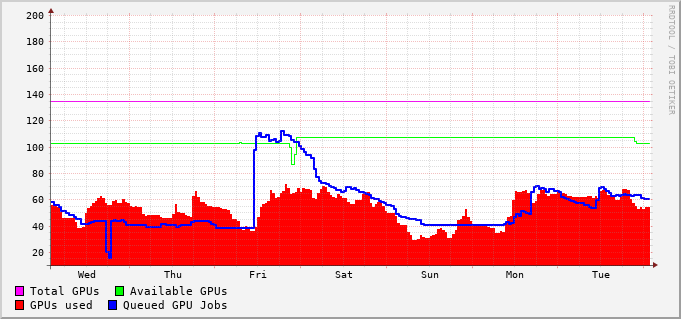 200
180
160
140
120
100
80
60
40
20
Wed Thu Fri Sat Sun Mon Tue
Total GPUs Available GPUs
GPUs used Queued GPU Jobs
RRDTOOL / TOBI OETIKER